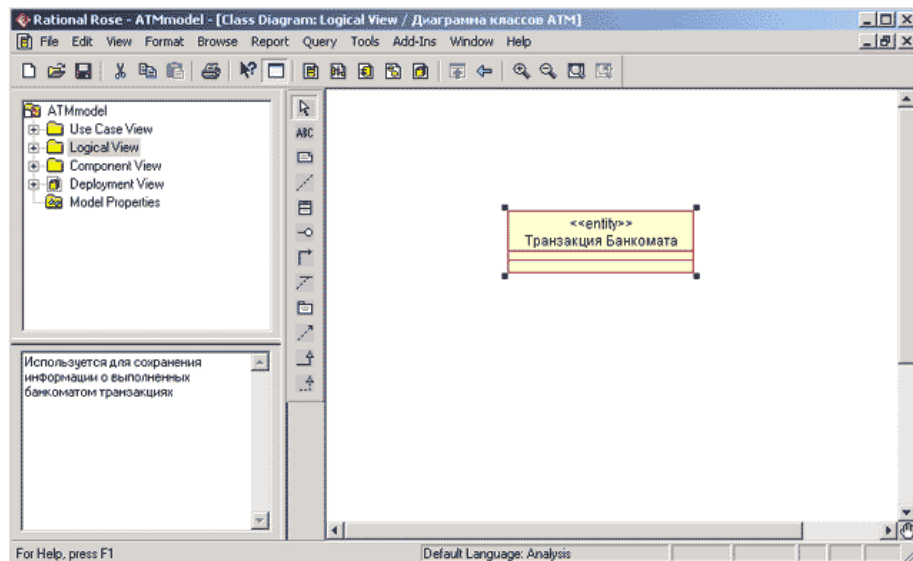 Rational Rose - ATMmodel - [Class Diagram: Logical View / Диаграмма классов ATM]
File Edit View Format Browse Report Query Tools Add-Ins Window Help
ATMmodel
Use Case View
Logical View
Component View
Deployment View
Model Properties
ABC
<<entity>>
Транзакция Банкомата
Используется для сохранения
информации о выполненных
банкоматом транзакциях
For Help, press F1
Default Language: Analysis